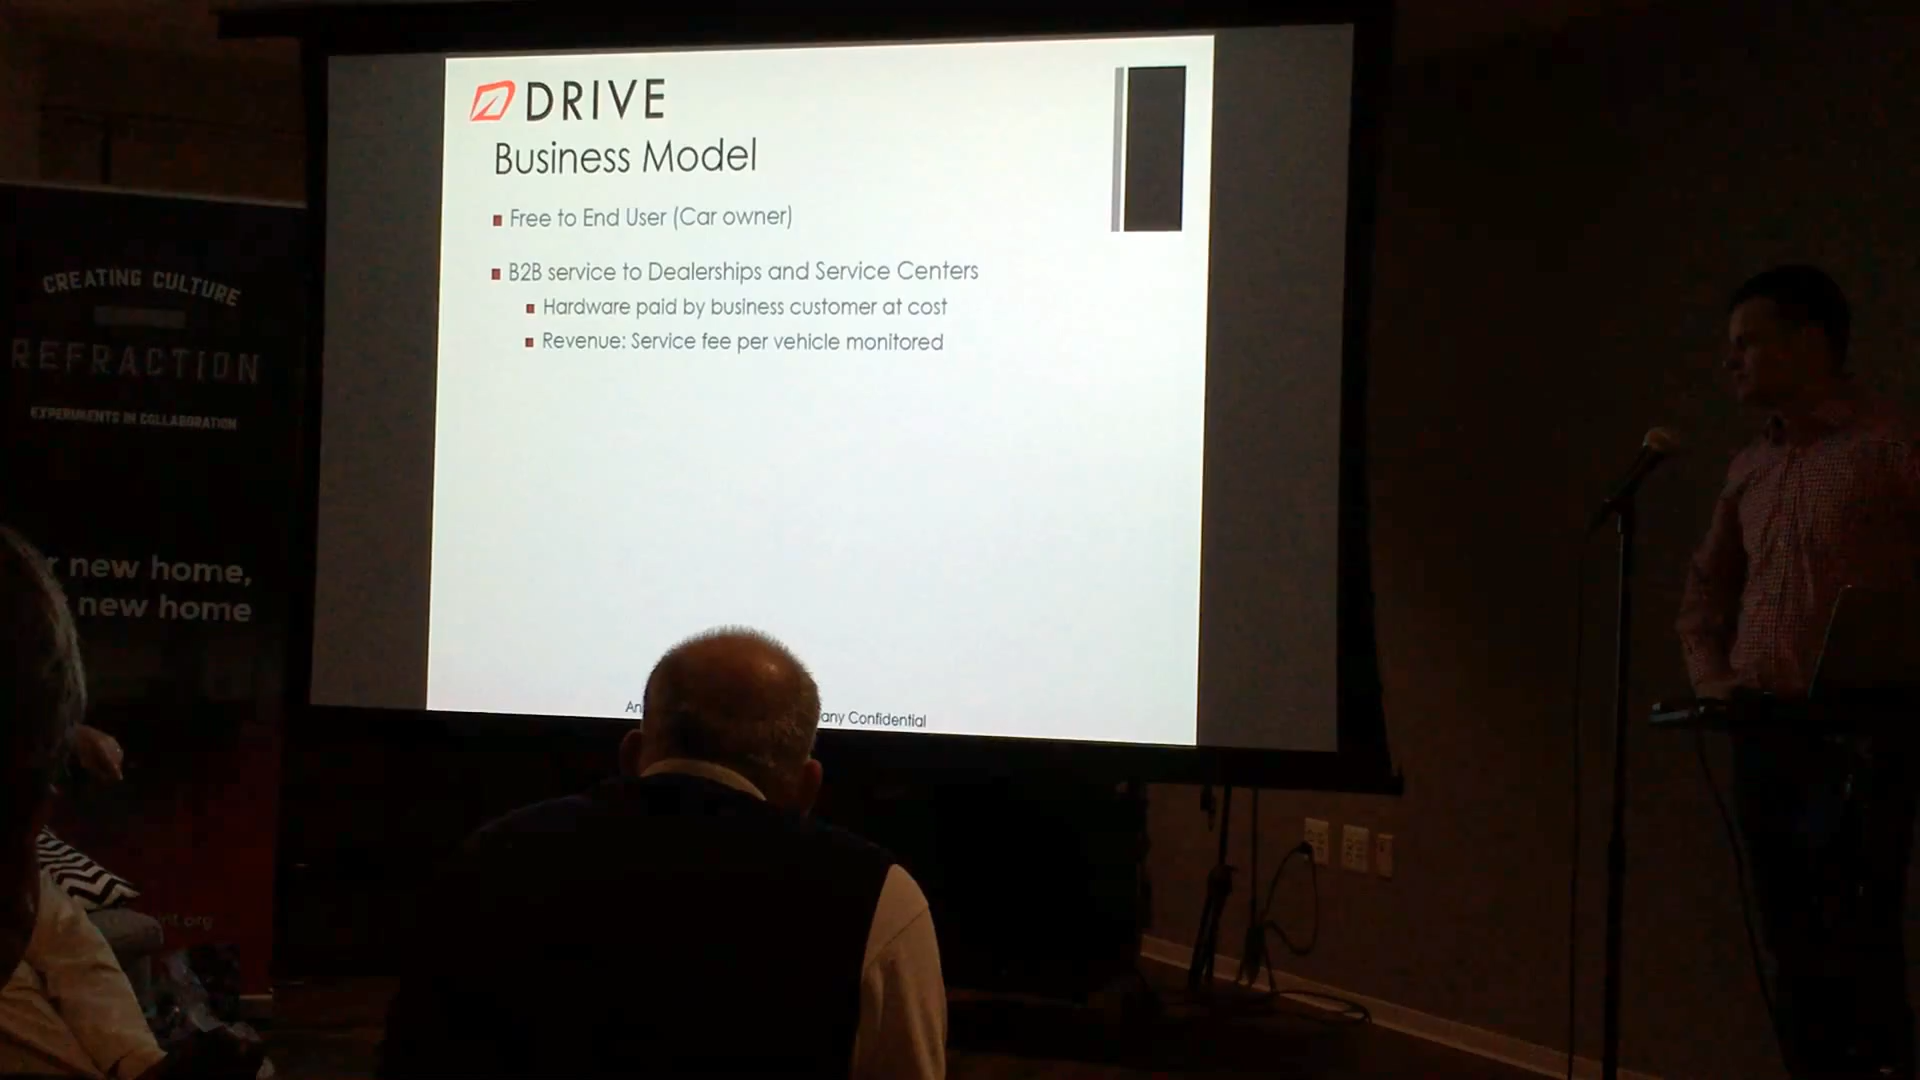 DRIVE
Business Model
Free to End User (Car owner)
B2B service to Dealerships and Service Centers
Hardware paid by business customer at cost
Revenue: Service fee per vehicle monitored
Confidential
CREATING CULTURE
REFRACTION
EXPERIMENTS IN COLLABORATION
new home,
new home